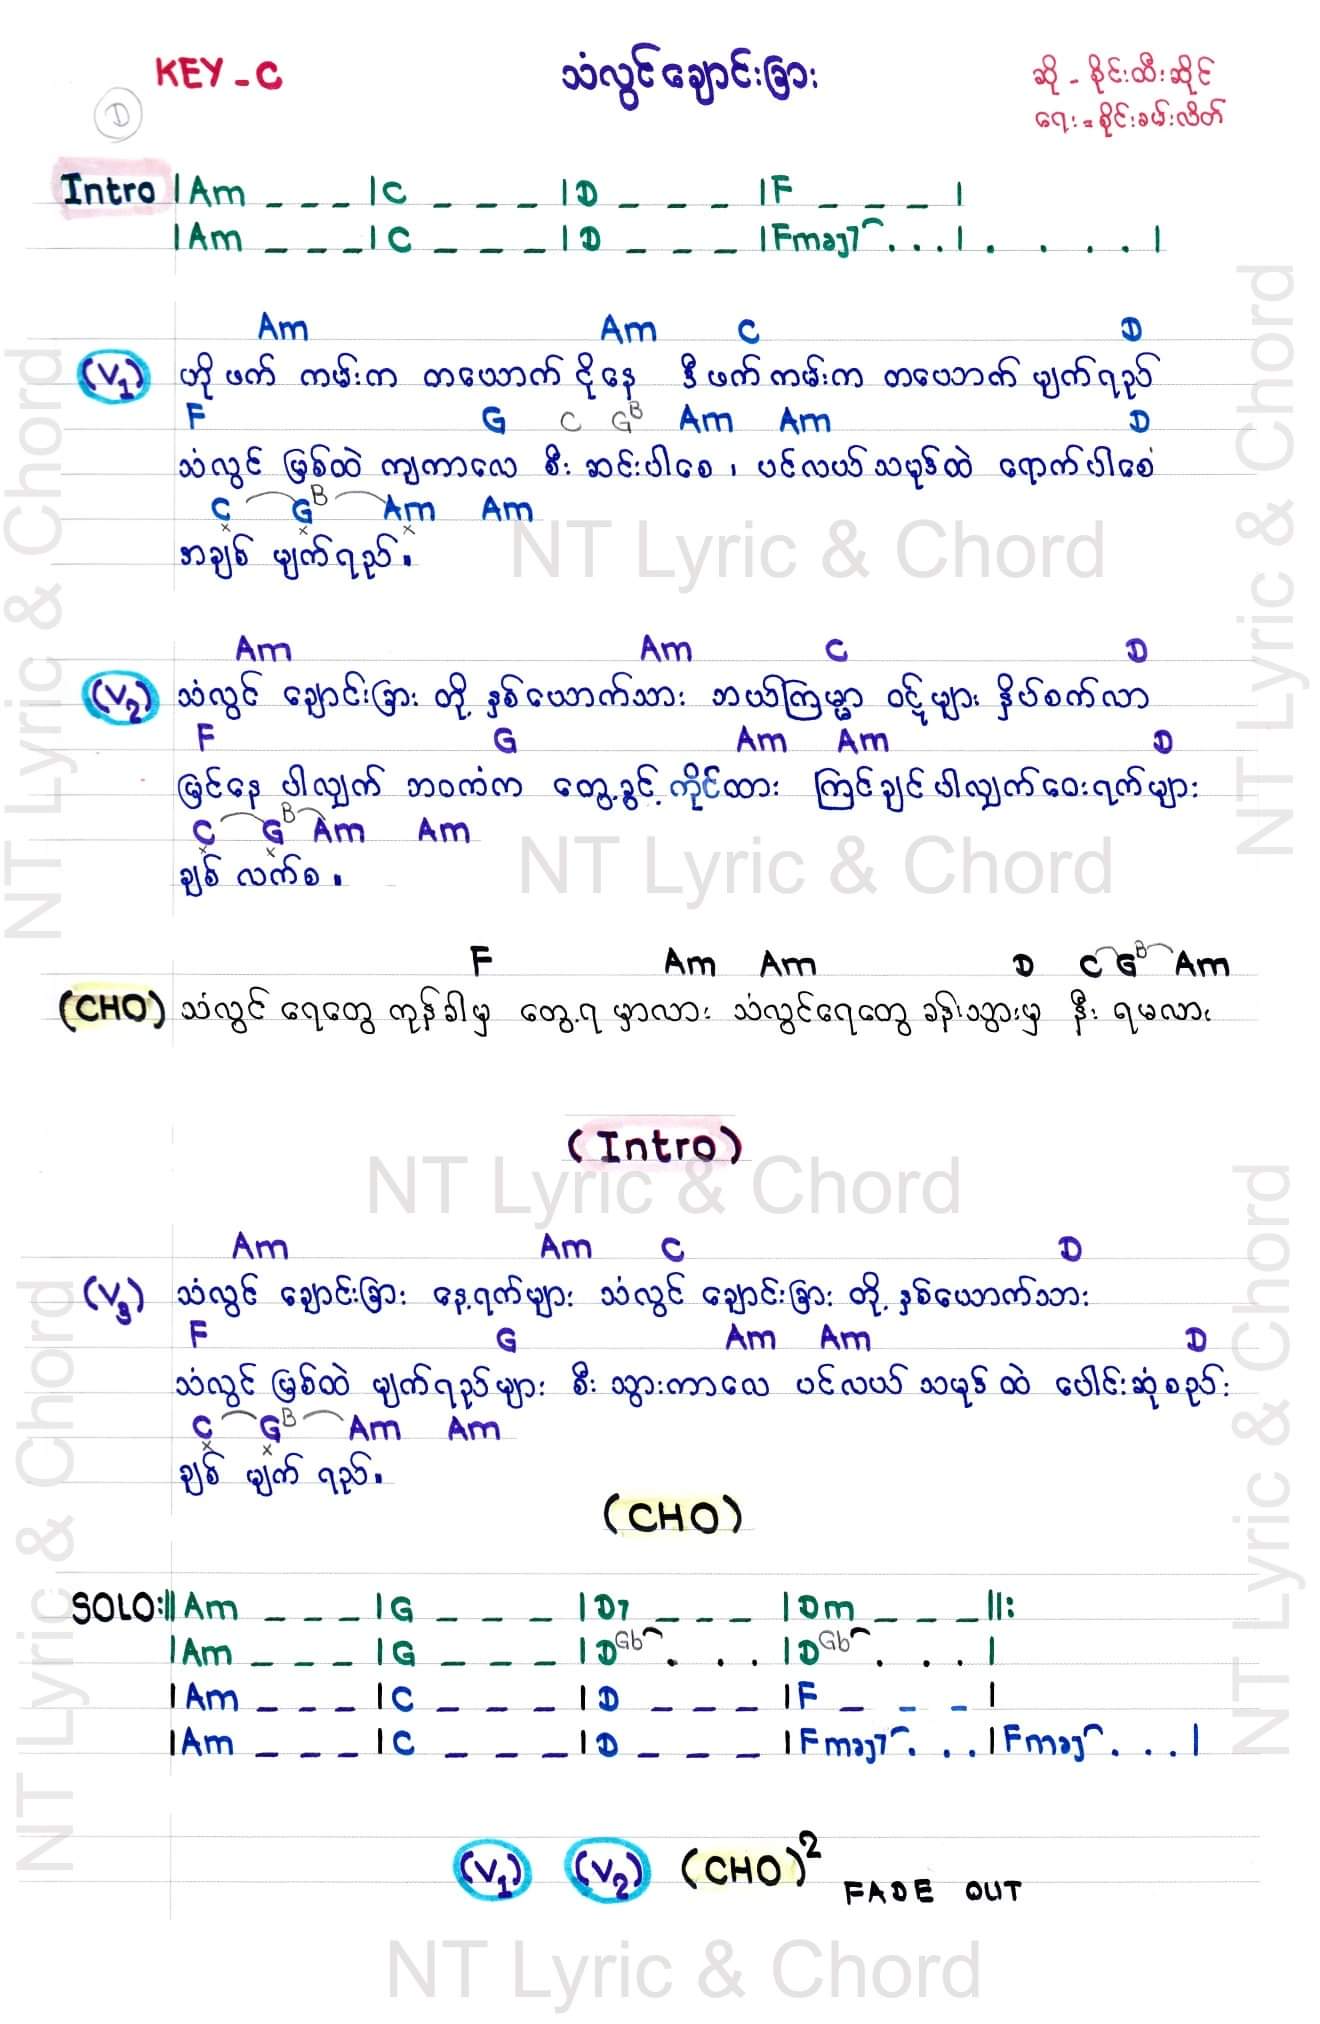 KEY - C
သံလွင်ချောင်းခြား
ဆို - စိုင်းထီးဆိုင်
D
ရေး = စိုင်းခမ်းလိတ်
Intro |Am _ _ _ |C _ _ _ |D _ _ _ |F _ _ _ |
|Am _ _ _ |C _ _ _ |D _ _ _ |Fmaj7 . . . | . . . . |
Am Am C D
(V1) ဟိုဖက် ကမ်းက တယောက် ငိုနေ ဒီဖက်ကမ်းက တယောက် မျက်ရည်
F G C G B Am Am D
သံလွင် မြစ်ထဲ ကျကာလေ စီး ဆင်းပါစေ ၊ ပင်လယ်သမုဒ်ထဲ ရောက်ပါစေ
C G B Am Am
အချစ် မျက်ရည်။
Am Am C D
(V2) သံလွင် ချောင်းခြား တို့ နှစ်ယောက်သား ဘယ်ကြမ္မာ ဝဋ်များ နှိပ်စက်လာ
F G Am Am D
မြင်နေ ပါလျှက် ဘဝကံက တွေ့ခွင့် ကိုင်ထား ကြင်ချင်ပါလျှက်ဝေးရက်များ
C G B Am Am
ချစ် လက်စ ။
F Am Am D C G B Am
(CHO) သံလွင် ရေတွေ ကုန်ခါမှ တွေ့ရ မှာလား သံလွင်ရေတွေ ခန်းသွားမှ နီး ရမလား
(Intro)
Am Am C D
(V3) သံလွင် ချောင်းခြား နေ့ရက်များ သံလွင် ချောင်းခြား တို့ နှစ်ယောက်သား
F G Am Am D
သံလွင် မြစ်ထဲ မျက်ရည်များ စီး သွားကာလေ ပင်လယ်သမုဒ်ထဲ ပေါင်းဆုံစည်း
C G B Am Am
ချစ် မျက် ရည်။
(CHO)
SOLO:||Am _ _ _ |G _ _ _ |D7 _ _ _ |Dm _ _ _ ||:
|Am _ _ _ |G _ _ _ |D Gb . . . |D Gb . . . |
|Am _ _ _ |C _ _ _ |D _ _ _ |F _ _ _ |
|Am _ _ _ |C _ _ _ |D _ _ _ |Fmaj7 . . . |Fmaj . . . |
(V1) (V2) (CHO)2 FADE OUT
NT Lyric & Chord
NT Lyric & Chord
NT Lyric & Chord
NT Lyric & Chord
NT Lyric & Chord
NT Lyric & Chord
NT Lyric & Chord
NT Lyric & Chord